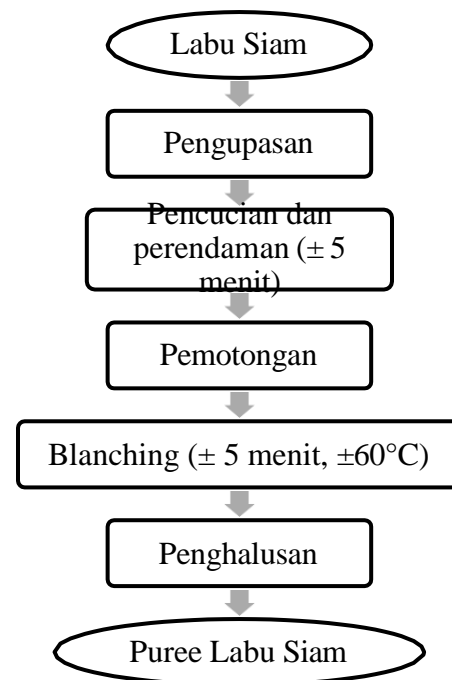 Labu Siam
Pengupasan
Pencucian dan
perendaman (± 5
menit)
Pemotongan
Blanching (± 5 menit, ±60°C)
Penghalusan
Puree Labu Siam